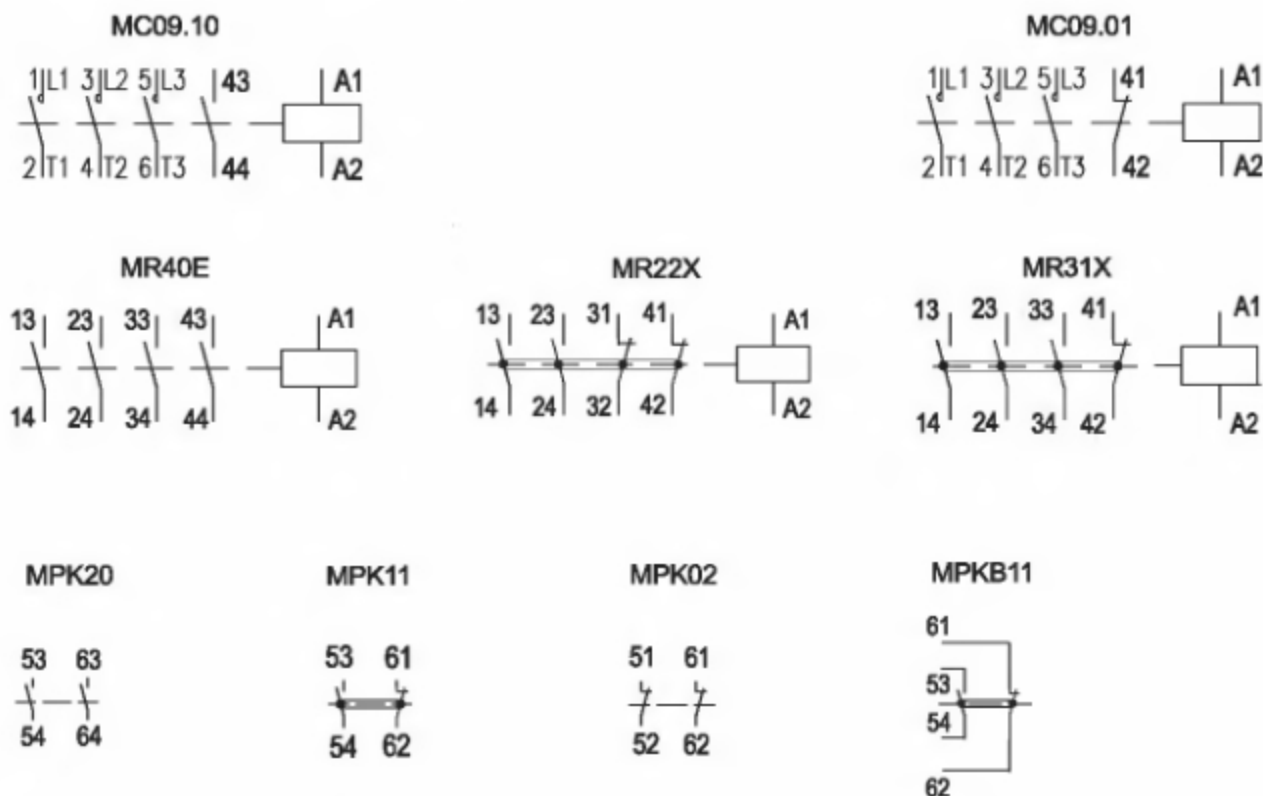 MC09.10
MC09.01
1 L1 3 L2 5 L3 43 A1
2 T1 4 T2 6 T3 44 A2
1 L1 3 L2 5 L3 41 A1
2 T1 4 T2 6 T3 42 A2
MR40E
MR22X
MR31X
13 23 33 43 A1
14 24 34 44 A2
13 23 31 41 A1
14 24 32 42 A2
13 23 33 41 A1
14 24 34 42 A2
MPK20
MPK11
MPK02
MPKB11
53 63
54 64
53 61
54 62
51 61
52 62
61
53
54
62